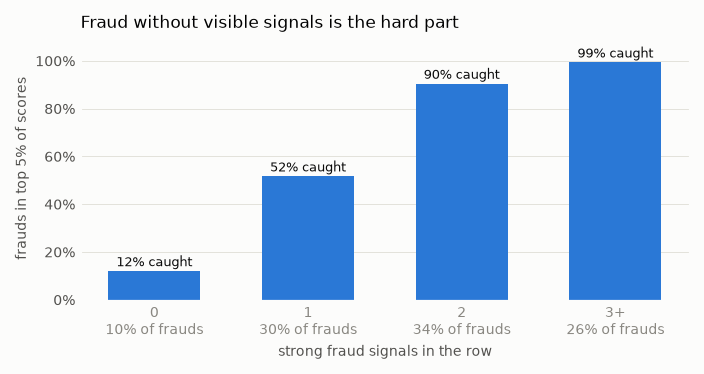 Fraud without visible signals is the hard part
frauds in top 5% of scores
100%
80%
60%
40%
20%
0%
12% caught
52% caught
90% caught
99% caught
0
10% of frauds
1
30% of frauds
2
34% of frauds
3+
26% of frauds
strong fraud signals in the row